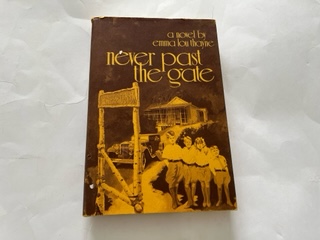 a novel by
emma lou thayne
never past
the gate